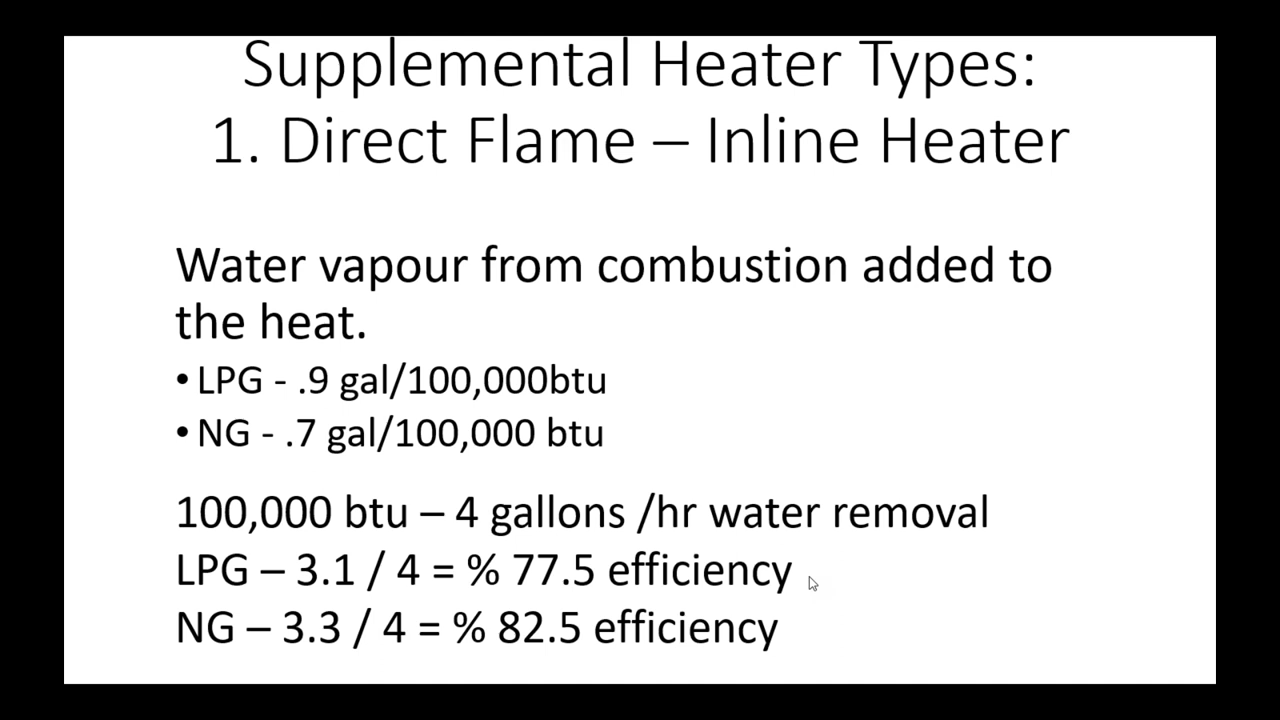 Supplemental Heater Types:
1. Direct Flame – Inline Heater
Water vapour from combustion added to
the heat.
• LPG - .9 gal/100,000btu
• NG - .7 gal/100,000 btu
100,000 btu – 4 gallons /hr water removal
LPG – 3.1 / 4 = % 77.5 efficiency
NG – 3.3 / 4 = % 82.5 efficiency